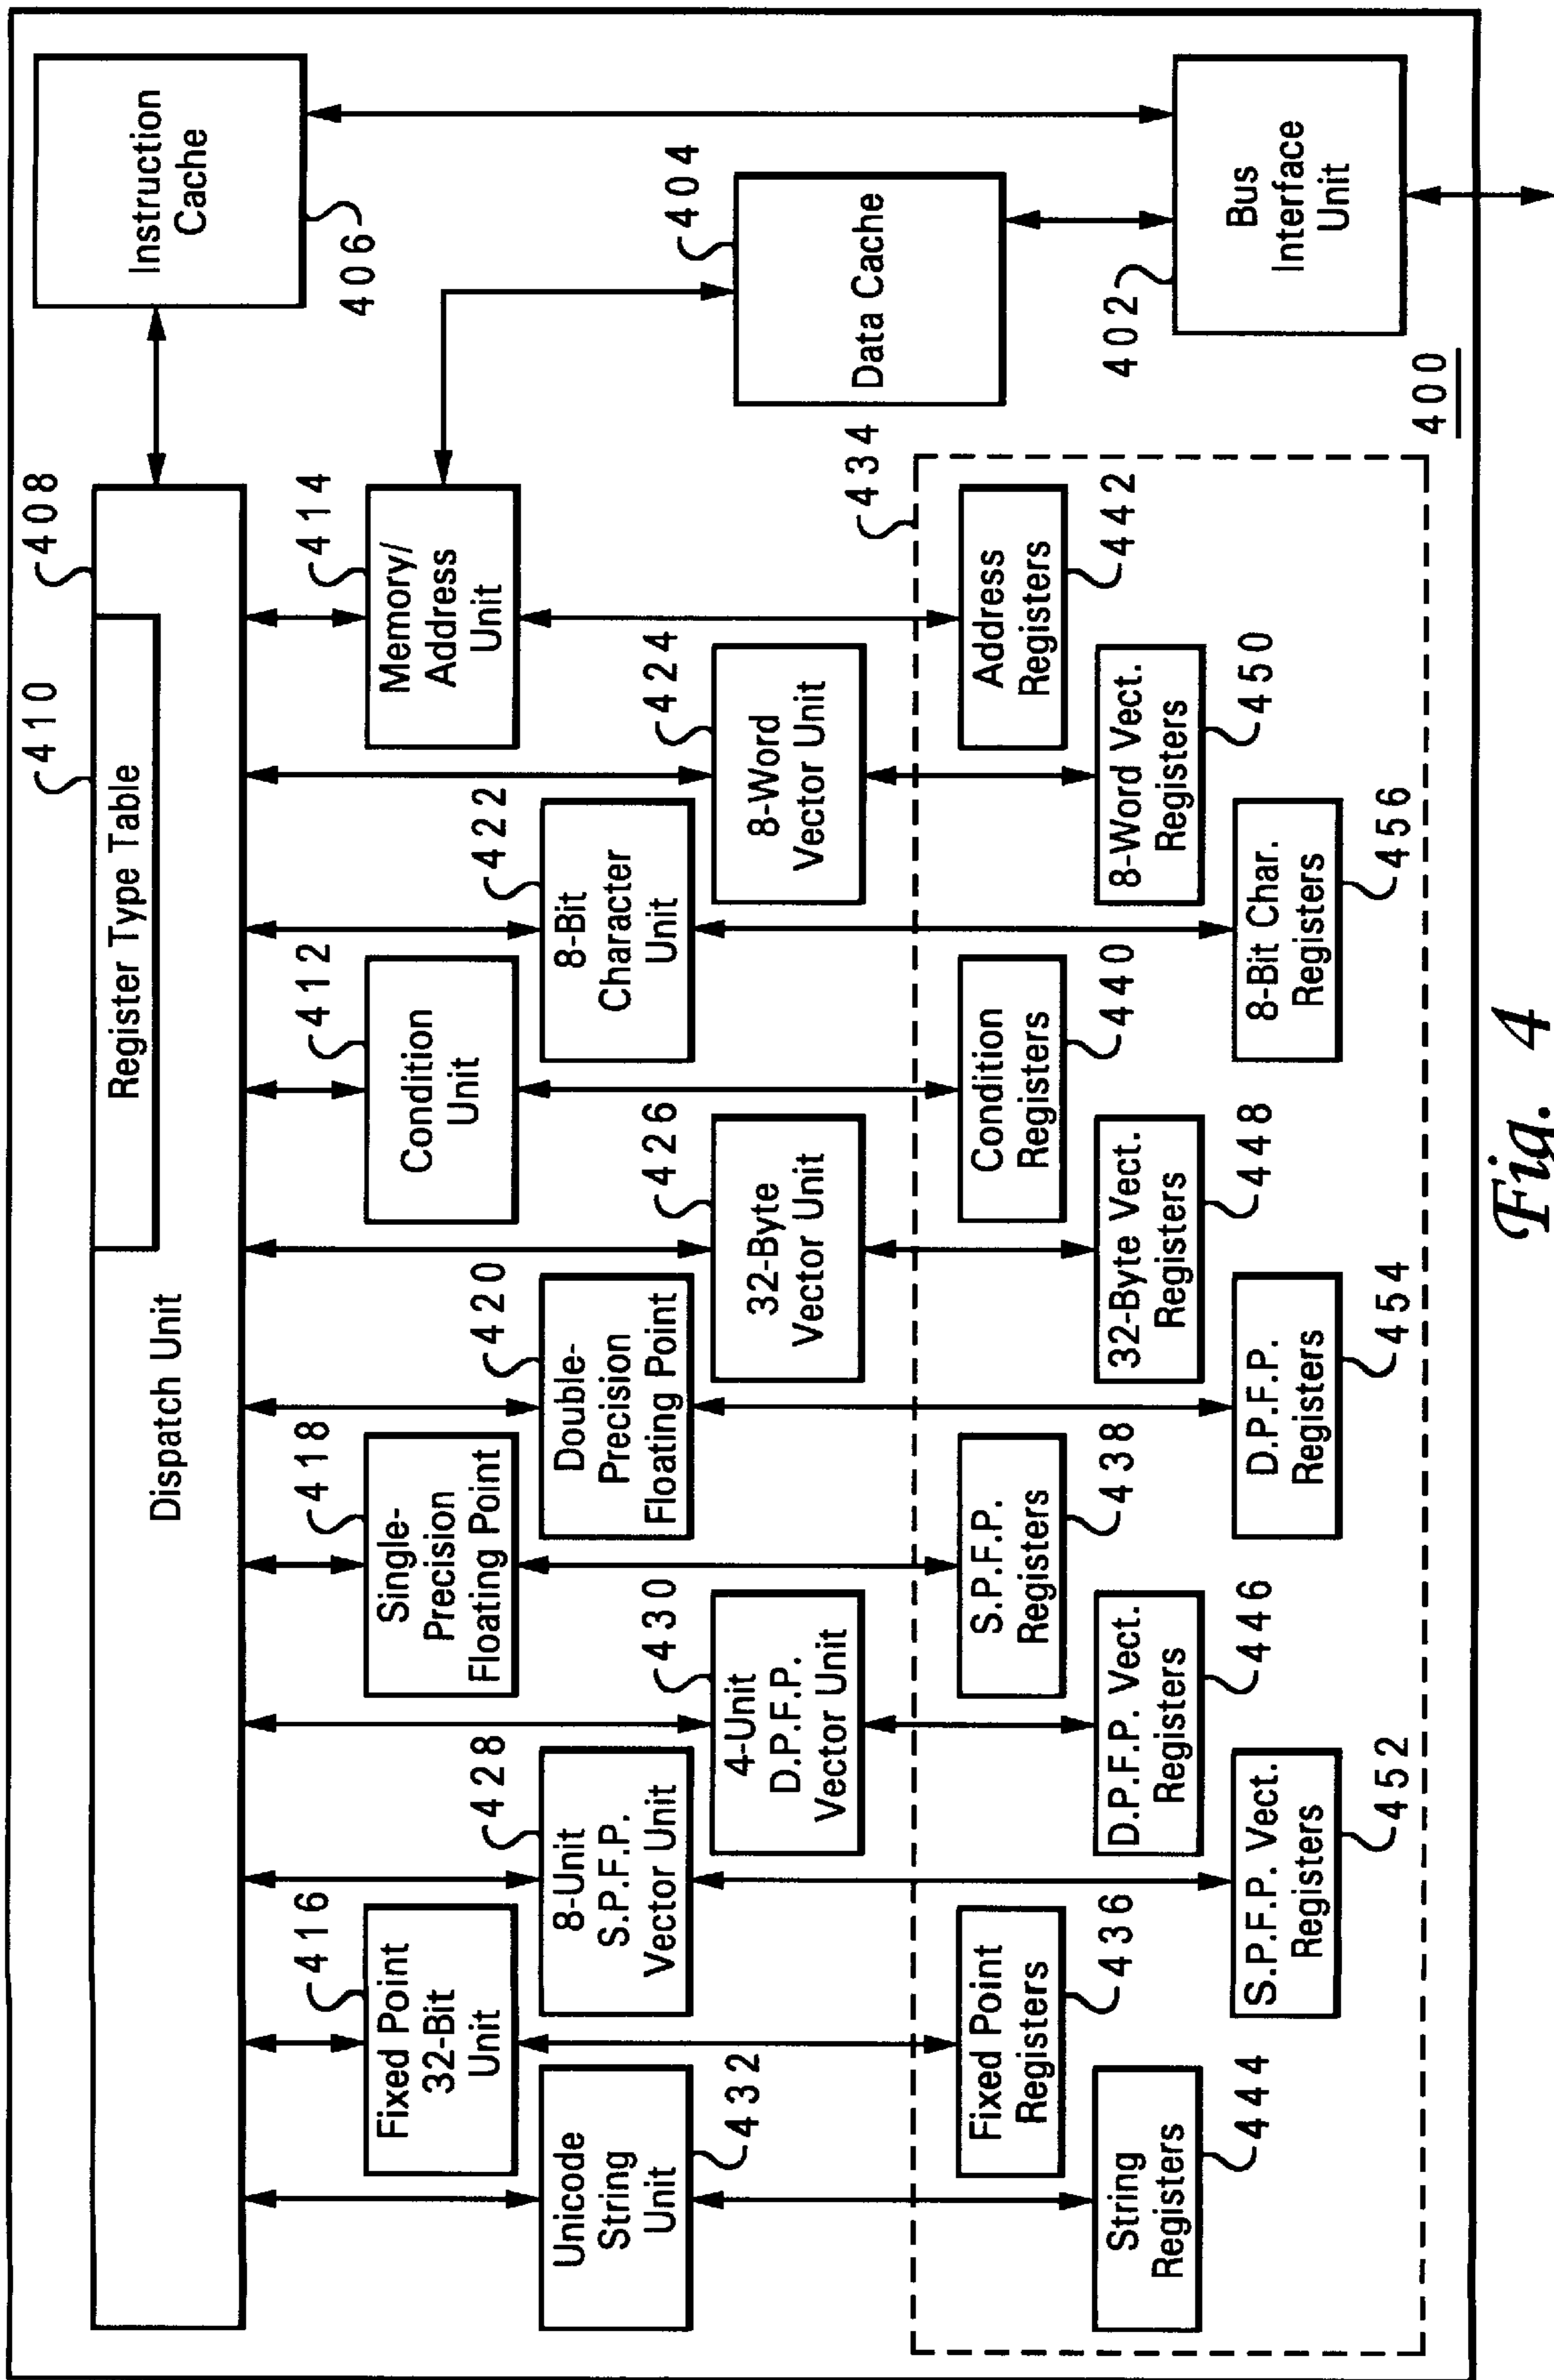 410
408
Register Type Table
Dispatch Unit
Instruction
Cache
406
416
Fixed Point
32-Bit
Unit
418
Single-
Precision
Floating Point
412
Condition
Unit
414
Memory/
Address
Unit
Unicode
String
Unit
432
428
8-Unit
S.P.F.P.
Vector Unit
420
Double-
Precision
Floating Point
422
8-Bit
Character
Unit
430
4-Unit
D.P.F.P.
Vector Unit
426
32-Byte
Vector Unit
424
8-Word
Vector Unit
404
Data Cache
434
Fixed Point
Registers
436
S.P.F.P.
Registers
438
Condition
Registers
440
Address
Registers
442
String
Registers
444
D.P.F.P. Vect.
Registers
446
32-Byte Vect.
Registers
448
8-Word Vect.
Registers
450
S.P.F.P. Vect.
Registers
452
D.P.F.P.
Registers
454
8-Bit Char.
Registers
456
402
Bus
Interface
Unit
400
Fig. 4